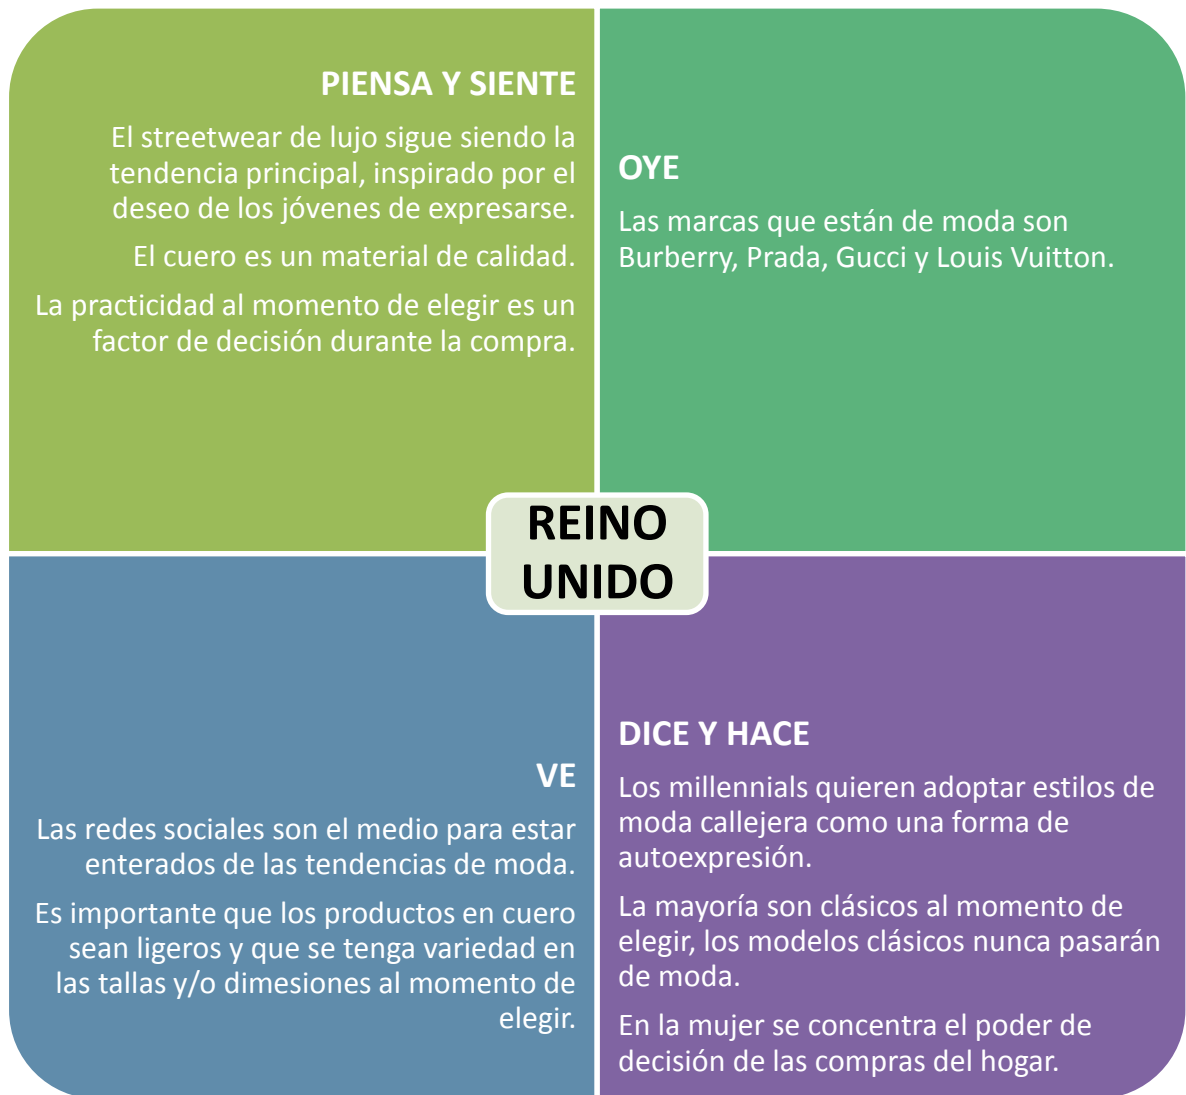 PIENSA Y SIENTE
El streetwear de lujo sigue siendo la
tendencia principal, inspirado por el
deseo de los jóvenes de expresarse.
El cuero es un material de calidad.
La practicidad al momento de elegir es un
factor de decisión durante la compra.
OYE
Las marcas que están de moda son
Burberry, Prada, Gucci y Louis Vuitton.
REINO
UNIDO
VE
Las redes sociales son el medio para estar
enterados de las tendencias de moda.
Es importante que los productos en cuero
sean ligeros y que se tenga variedad en
las tallas y/o dimesiones al momento de
elegir.
DICE Y HACE
Los millennials quieren adoptar estilos de
moda callejera como una forma de
autoexpresión.
La mayoría son clásicos al momento de
elegir, los modelos clásicos nunca pasarán
de moda.
En la mujer se concentra el poder de
decisión de las compras del hogar.